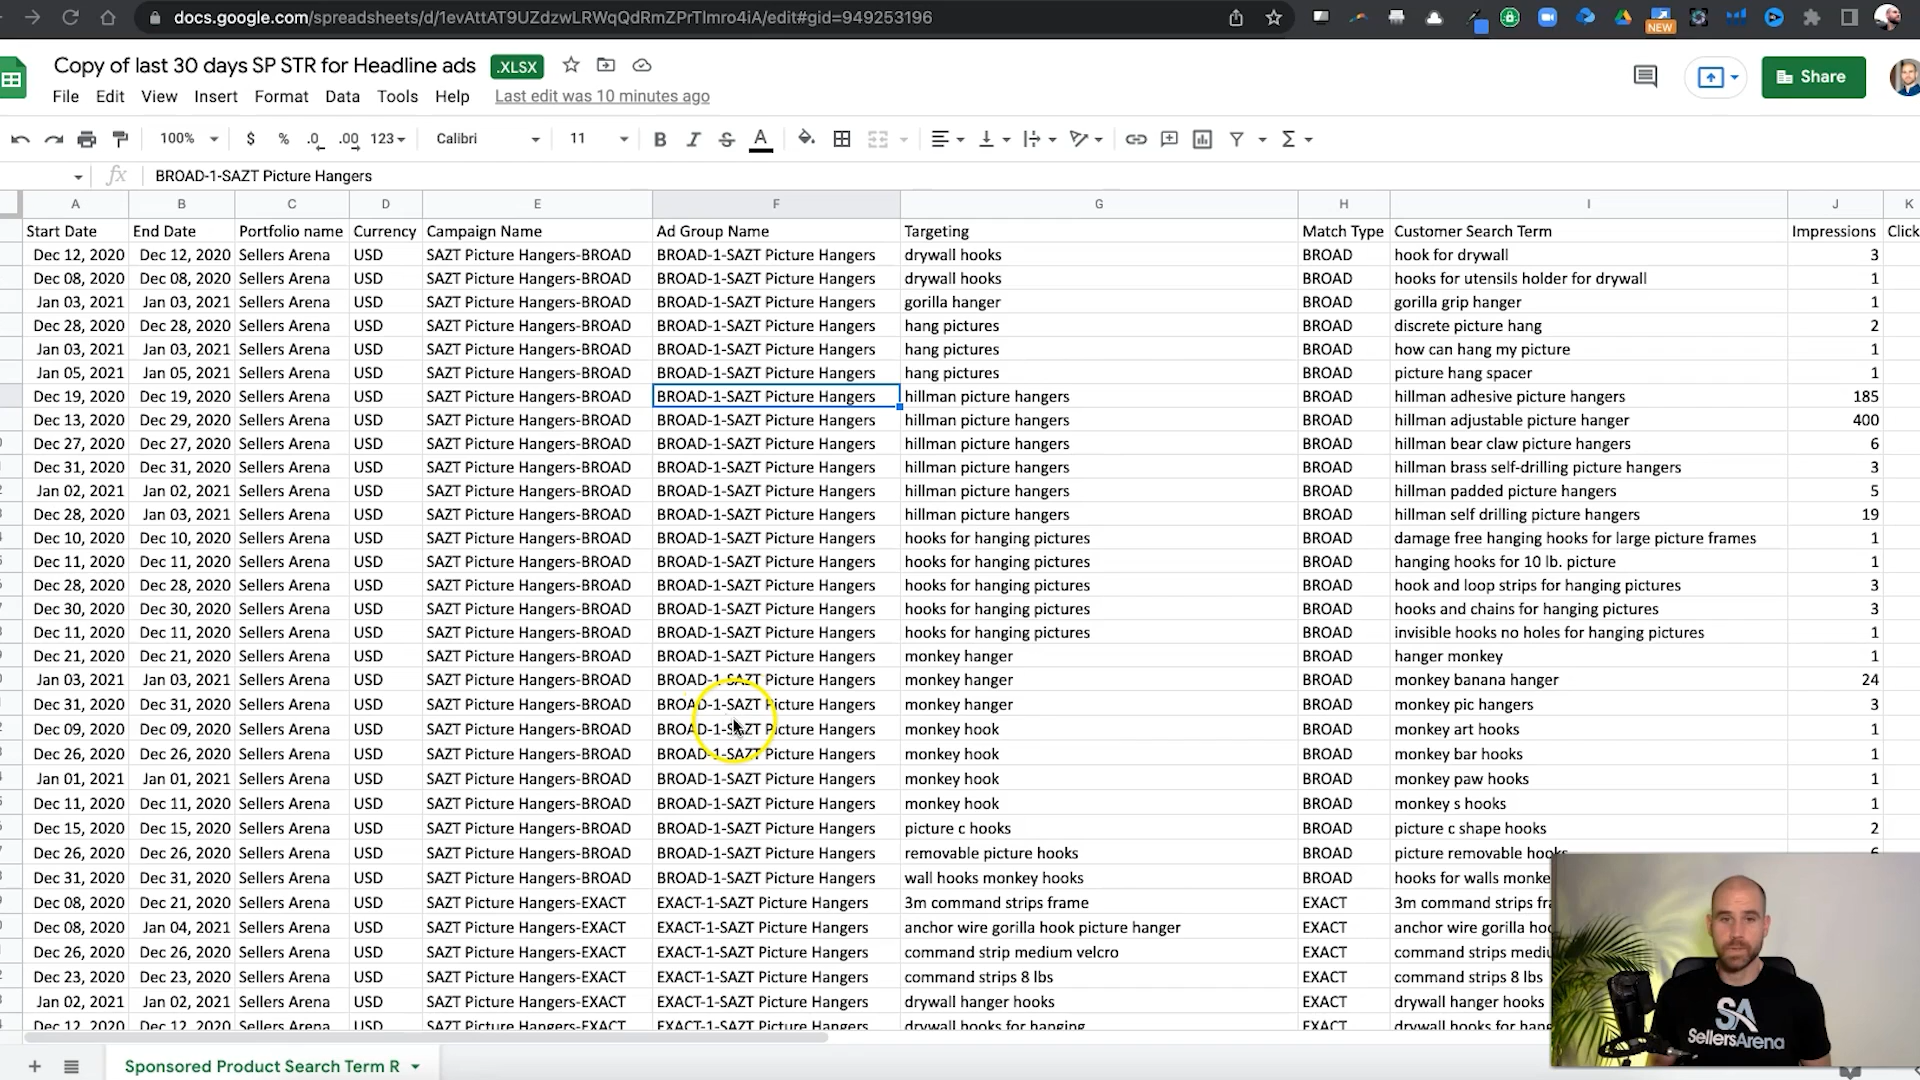 docs.google.com/spreadsheets/d/1evAttAT9UZdzwLRWqQdRmZPrTlmro4iA/edit#gid=949253196
NEW
Copy of last 30 days SP STR for Headline ads .XLSX
Share
File Edit View Insert Format Data Tools Help Last edit was 10 minutes ago
100% $ % .0 .00 123 Calibri 11 B I S A
fx BROAD-1-SAZT Picture Hangers
A B C D E F G H I J K
Start Date End Date Portfolio name Currency Campaign Name Ad Group Name Targeting Match Type Customer Search Term Impressions Click
Dec 12, 2020 Dec 12, 2020 Sellers Arena USD SAZT Picture Hangers-BROAD BROAD-1-SAZT Picture Hangers drywall hooks BROAD hook for drywall 3
Dec 08, 2020 Dec 08, 2020 Sellers Arena USD SAZT Picture Hangers-BROAD BROAD-1-SAZT Picture Hangers drywall hooks BROAD hooks for utensils holder for drywall 1
Jan 03, 2021 Jan 03, 2021 Sellers Arena USD SAZT Picture Hangers-BROAD BROAD-1-SAZT Picture Hangers gorilla hanger BROAD gorilla grip hanger 1
Dec 28, 2020 Dec 28, 2020 Sellers Arena USD SAZT Picture Hangers-BROAD BROAD-1-SAZT Picture Hangers hang pictures BROAD discrete picture hang 2
Jan 03, 2021 Jan 03, 2021 Sellers Arena USD SAZT Picture Hangers-BROAD BROAD-1-SAZT Picture Hangers hang pictures BROAD how can hang my picture 1
Jan 05, 2021 Jan 05, 2021 Sellers Arena USD SAZT Picture Hangers-BROAD BROAD-1-SAZT Picture Hangers hang pictures BROAD picture hang spacer 1
Dec 19, 2020 Dec 19, 2020 Sellers Arena USD SAZT Picture Hangers-BROAD BROAD-1-SAZT Picture Hangers hillman picture hangers BROAD hillman adhesive picture hangers 185
Dec 13, 2020 Dec 29, 2020 Sellers Arena USD SAZT Picture Hangers-BROAD BROAD-1-SAZT Picture Hangers hillman picture hangers BROAD hillman adjustable picture hanger 400
Dec 27, 2020 Dec 27, 2020 Sellers Arena USD SAZT Picture Hangers-BROAD BROAD-1-SAZT Picture Hangers hillman picture hangers BROAD hillman bear claw picture hangers 6
Dec 31, 2020 Dec 31, 2020 Sellers Arena USD SAZT Picture Hangers-BROAD BROAD-1-SAZT Picture Hangers hillman picture hangers BROAD hillman brass self-drilling picture hangers 3
Jan 02, 2021 Jan 02, 2021 Sellers Arena USD SAZT Picture Hangers-BROAD BROAD-1-SAZT Picture Hangers hillman picture hangers BROAD hillman padded picture hangers 5
Dec 28, 2020 Jan 03, 2021 Sellers Arena USD SAZT Picture Hangers-BROAD BROAD-1-SAZT Picture Hangers hillman picture hangers BROAD hillman self drilling picture hangers 19
Dec 10, 2020 Dec 10, 2020 Sellers Arena USD SAZT Picture Hangers-BROAD BROAD-1-SAZT Picture Hangers hooks for hanging pictures BROAD damage free hanging hooks for large picture frames 1
Dec 11, 2020 Dec 11, 2020 Sellers Arena USD SAZT Picture Hangers-BROAD BROAD-1-SAZT Picture Hangers hooks for hanging pictures BROAD hanging hooks for 10 lb. picture 1
Dec 28, 2020 Dec 28, 2020 Sellers Arena USD SAZT Picture Hangers-BROAD BROAD-1-SAZT Picture Hangers hooks for hanging pictures BROAD hook and loop strips for hanging pictures 3
Dec 30, 2020 Dec 30, 2020 Sellers Arena USD SAZT Picture Hangers-BROAD BROAD-1-SAZT Picture Hangers hooks for hanging pictures BROAD hooks and chains for hanging pictures 3
Dec 11, 2020 Dec 11, 2020 Sellers Arena USD SAZT Picture Hangers-BROAD BROAD-1-SAZT Picture Hangers hooks for hanging pictures BROAD invisible hooks no holes for hanging pictures 1
Dec 21, 2020 Dec 21, 2020 Sellers Arena USD SAZT Picture Hangers-BROAD BROAD-1-SAZT Picture Hangers monkey hanger BROAD hanger monkey 1
Jan 03, 2021 Jan 03, 2021 Sellers Arena USD SAZT Picture Hangers-BROAD BROAD-1-SAZT Picture Hangers monkey hanger BROAD monkey banana hanger 24
Dec 31, 2020 Dec 31, 2020 Sellers Arena USD SAZT Picture Hangers-BROAD BROAD-1-SAZT Picture Hangers monkey hanger BROAD monkey pic hangers 3
Dec 09, 2020 Dec 09, 2020 Sellers Arena USD SAZT Picture Hangers-BROAD BROAD-1-SAZT Picture Hangers monkey hook BROAD monkey art hooks 1
Dec 26, 2020 Dec 26, 2020 Sellers Arena USD SAZT Picture Hangers-BROAD BROAD-1-SAZT Picture Hangers monkey hook BROAD monkey bar hooks 1
Jan 01, 2021 Jan 01, 2021 Sellers Arena USD SAZT Picture Hangers-BROAD BROAD-1-SAZT Picture Hangers monkey hook BROAD monkey paw hooks 1
Dec 11, 2020 Dec 11, 2020 Sellers Arena USD SAZT Picture Hangers-BROAD BROAD-1-SAZT Picture Hangers monkey hook BROAD monkey s hooks 1
Dec 15, 2020 Dec 15, 2020 Sellers Arena USD SAZT Picture Hangers-BROAD BROAD-1-SAZT Picture Hangers picture c hooks BROAD picture c shape hooks 2
Dec 26, 2020 Dec 26, 2020 Sellers Arena USD SAZT Picture Hangers-BROAD BROAD-1-SAZT Picture Hangers removable picture hooks BROAD picture removable hooks
Dec 31, 2020 Dec 31, 2020 Sellers Arena USD SAZT Picture Hangers-BROAD BROAD-1-SAZT Picture Hangers wall hooks monkey hooks BROAD hooks for walls monke
Dec 08, 2020 Dec 21, 2020 Sellers Arena USD SAZT Picture Hangers-EXACT EXACT-1-SAZT Picture Hangers 3m command strips frame EXACT 3m command strips fr
Dec 08, 2020 Jan 04, 2021 Sellers Arena USD SAZT Picture Hangers-EXACT EXACT-1-SAZT Picture Hangers anchor wire gorilla hook picture hanger EXACT anchor wire gorilla hoo
Dec 26, 2020 Dec 26, 2020 Sellers Arena USD SAZT Picture Hangers-EXACT EXACT-1-SAZT Picture Hangers command strip medium velcro EXACT command strips mediu
Dec 23, 2020 Dec 23, 2020 Sellers Arena USD SAZT Picture Hangers-EXACT EXACT-1-SAZT Picture Hangers command strips 8 lbs EXACT command strips 8 lbs
Jan 02, 2021 Jan 02, 2021 Sellers Arena USD SAZT Picture Hangers-EXACT EXACT-1-SAZT Picture Hangers drywall hanger hooks EXACT drywall hanger hooks
Dec 12, 2020 Dec 12, 2020 Sellers Arena USD SAZT Picture Hangers-EXACT EXACT-1-SAZT Picture Hangers drywall hooks for hanging EXACT drywall hooks for hang
SA
SellersArena
Sponsored Product Search Term R